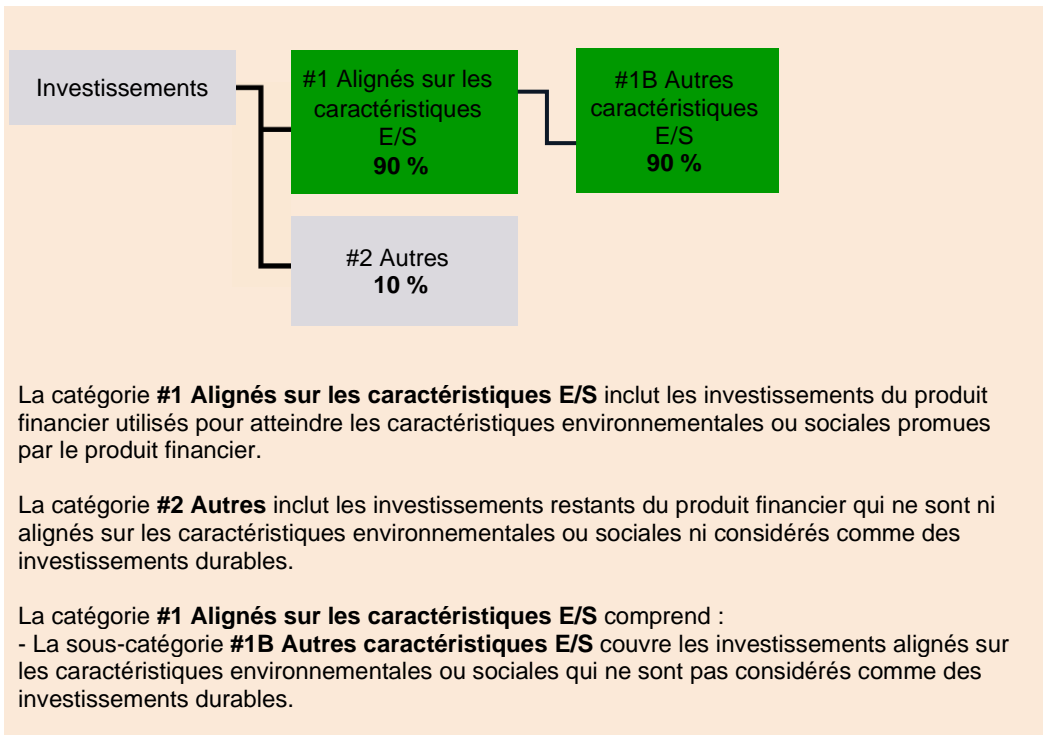 Investissements
#1 Alignés sur les
caractéristiques
E/S
90 %
#1B Autres
caractéristiques
E/S
90 %
#2 Autres
10 %
La catégorie #1 Alignés sur les caractéristiques E/S inclut les investissements du produit
financier utilisés pour atteindre les caractéristiques environnementales ou sociales promues
par le produit financier.
La catégorie #2 Autres inclut les investissements restants du produit financier qui ne sont ni
alignés sur les caractéristiques environnementales ou sociales ni considérés comme des
investissements durables.
La catégorie #1 Alignés sur les caractéristiques E/S comprend :
- La sous-catégorie #1B Autres caractéristiques E/S couvre les investissements alignés sur
les caractéristiques environnementales ou sociales qui ne sont pas considérés comme des
investissements durables.